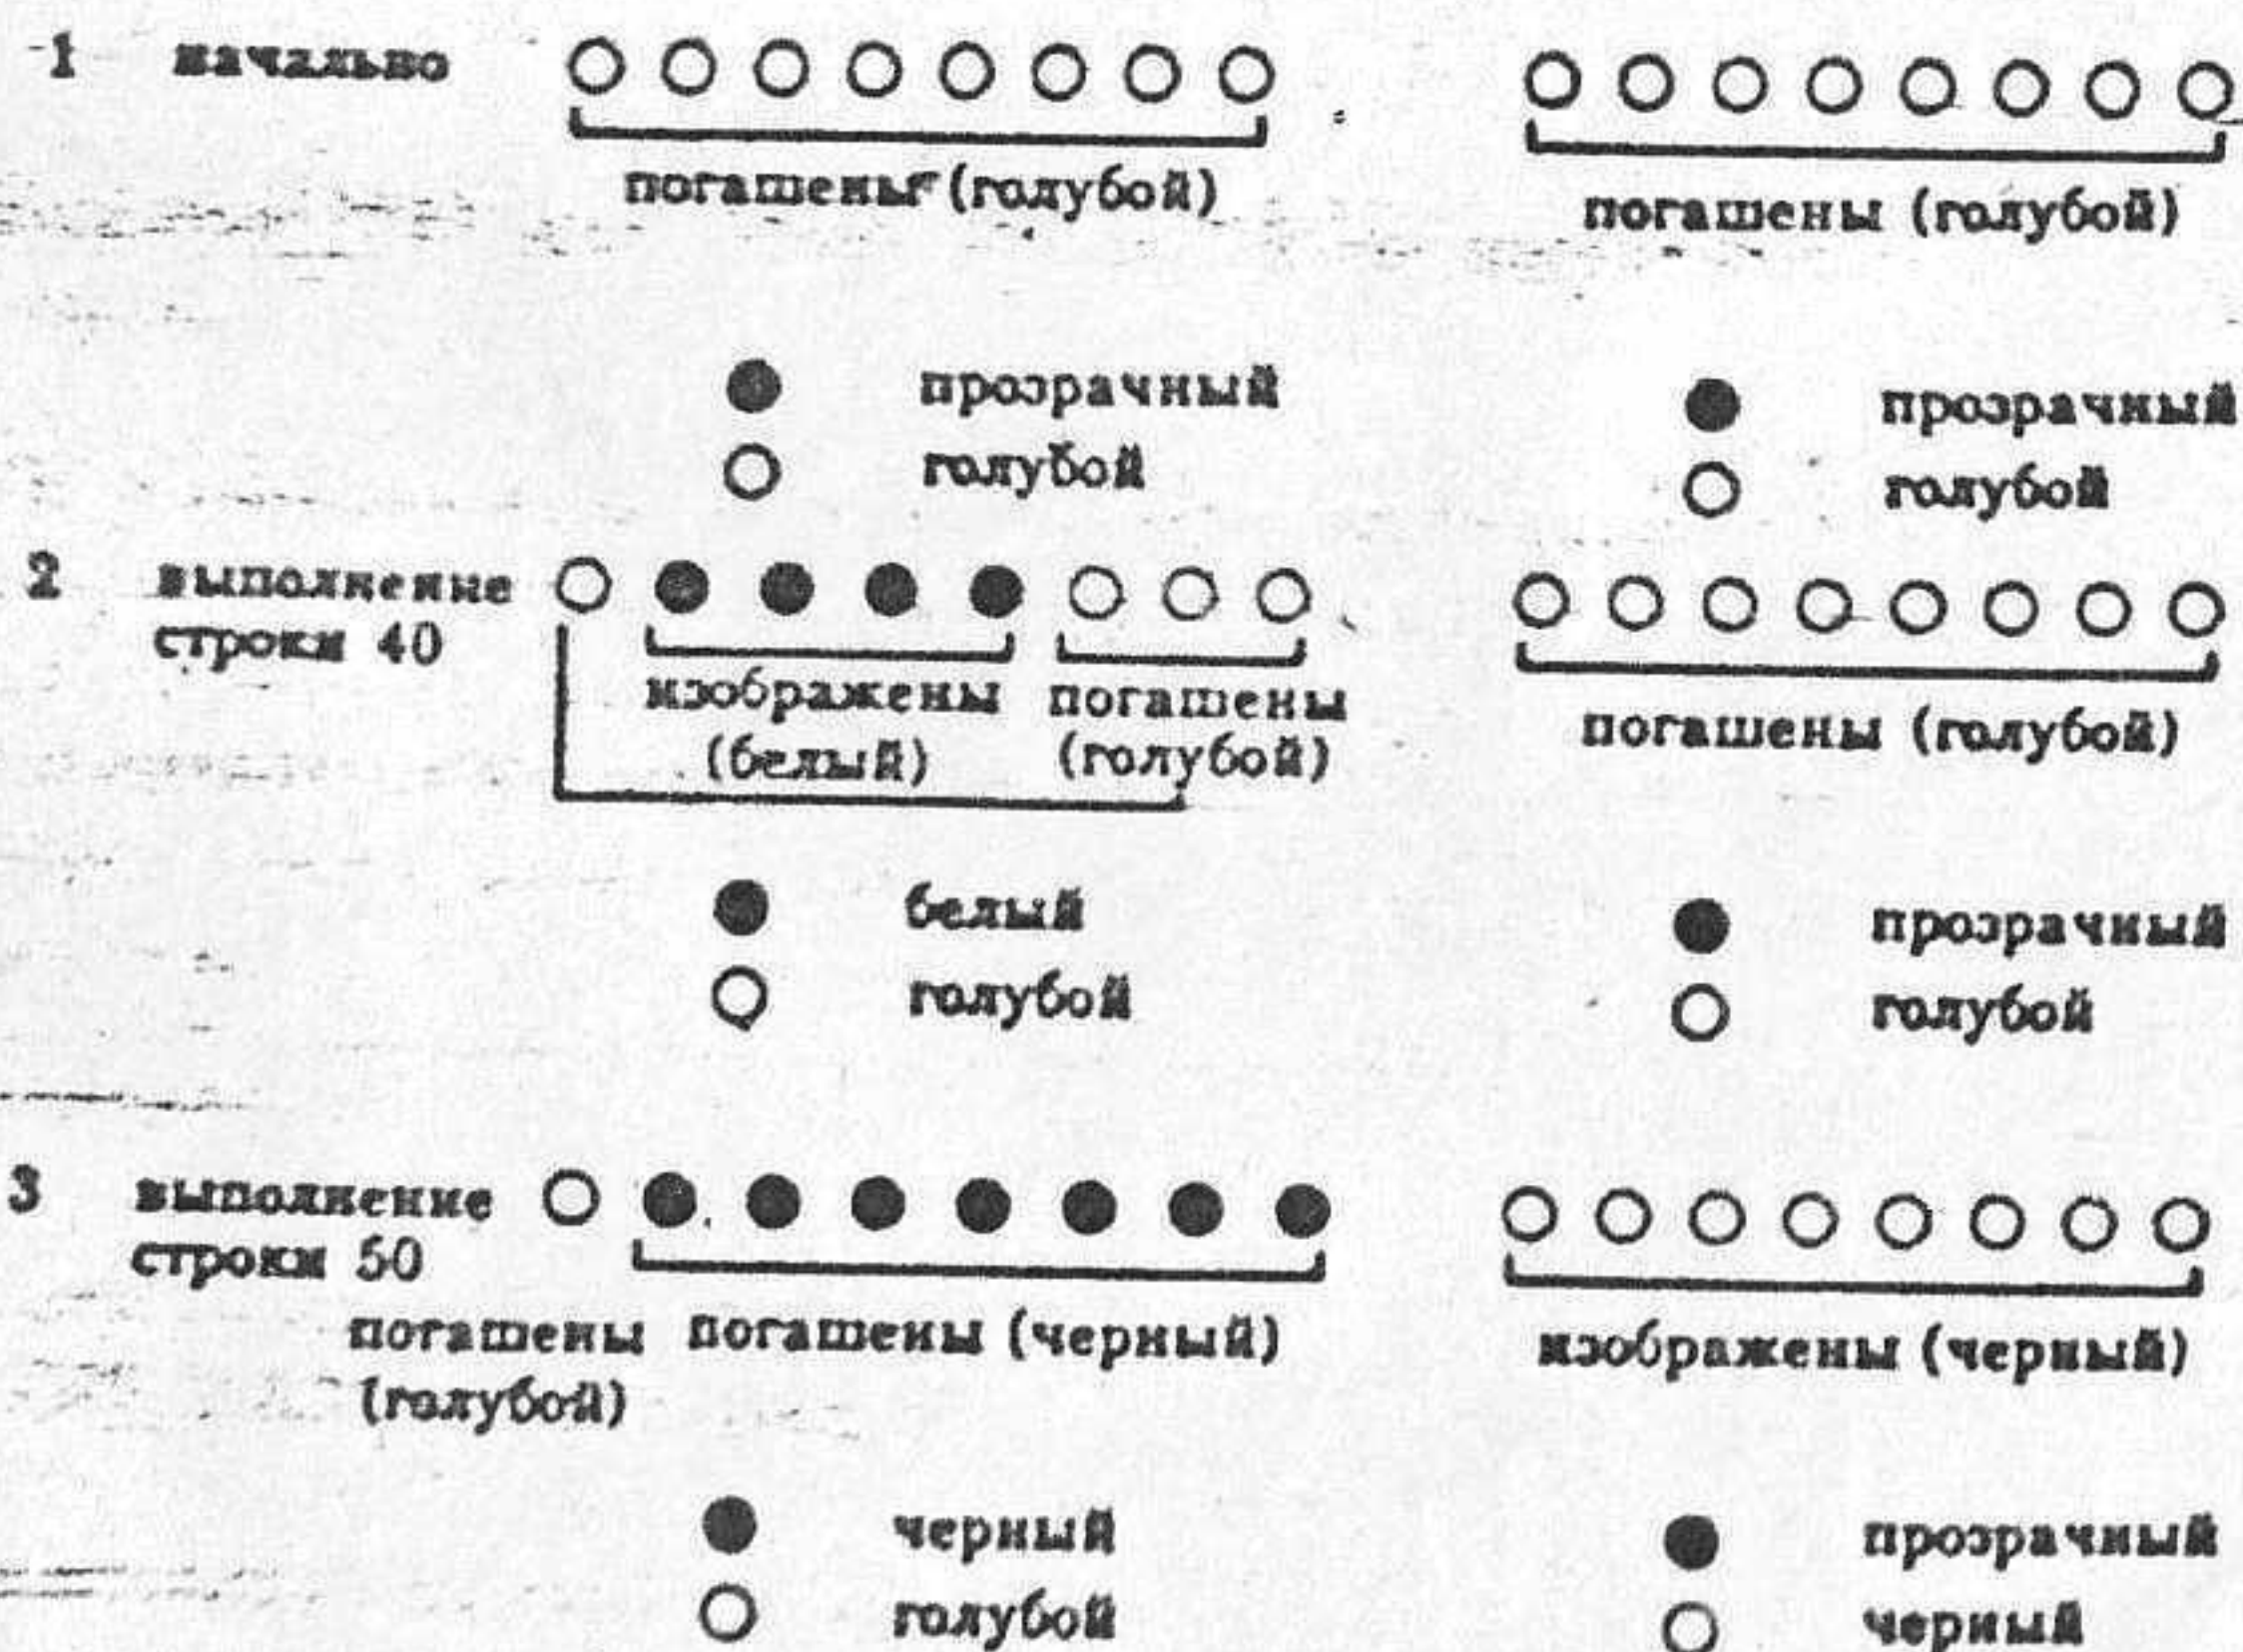 1 начально
погашены (голубой) погашены (голубой)
прозрачный прозрачный
голубой голубой
2 выполнение
строки 40
изображены погашены
(белый) (голубой) погашены (голубой)
белый прозрачный
голубой голубой
3 выполнение
строки 50
погашены погашены (черный) изображены (черный)
(голубой)
черный прозрачный
голубой черный